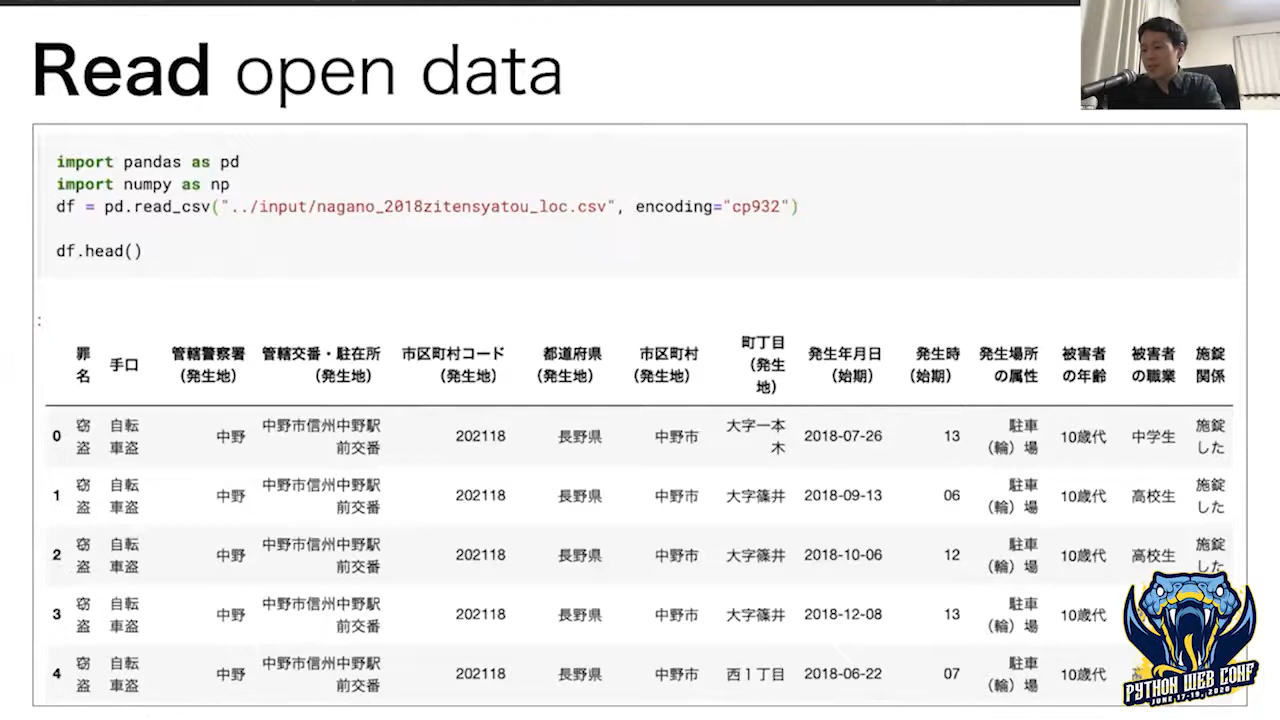 Read open data
import pandas as pd
import numpy as np
df = pd.read_csv("../input/nagano_2018zitensyatou_loc.csv", encoding="cp932")
df.head()
:
罪名 手口 管轄警察署（発生地） 管轄交番・駐在所（発生地） 市区町村コード（発生地） 都道府県（発生地） 市区町村（発生地） 町丁目（発生地） 発生年月日（始期） 発生時（始期） 発生場所の属性 被害者の年齢 被害者の職業 施錠関係
0 窃盗 自転車盗 中野 中野市信州中野駅前交番 202118 長野県 中野市 大字一本木 2018-07-26 13 駐車（輪）場 10歳代 中学生 施錠した
1 窃盗 自転車盗 中野 中野市信州中野駅前交番 202118 長野県 中野市 大字篠井 2018-09-13 06 駐車（輪）場 10歳代 高校生 施錠した
2 窃盗 自転車盗 中野 中野市信州中野駅前交番 202118 長野県 中野市 大字篠井 2018-10-06 12 駐車（輪）場 10歳代 高校生 施錠した
3 窃盗 自転車盗 中野 中野市信州中野駅前交番 202118 長野県 中野市 大字篠井 2018-12-08 13 駐車（輪）場 10歳代
4 窃盗 自転車盗 中野 中野市信州中野駅前交番 202118 長野県 中野市 西１丁目 2018-06-22 07 駐車（輪）場 10歳代
PYTHON WEB CONF
JUNE 17-19, 2020